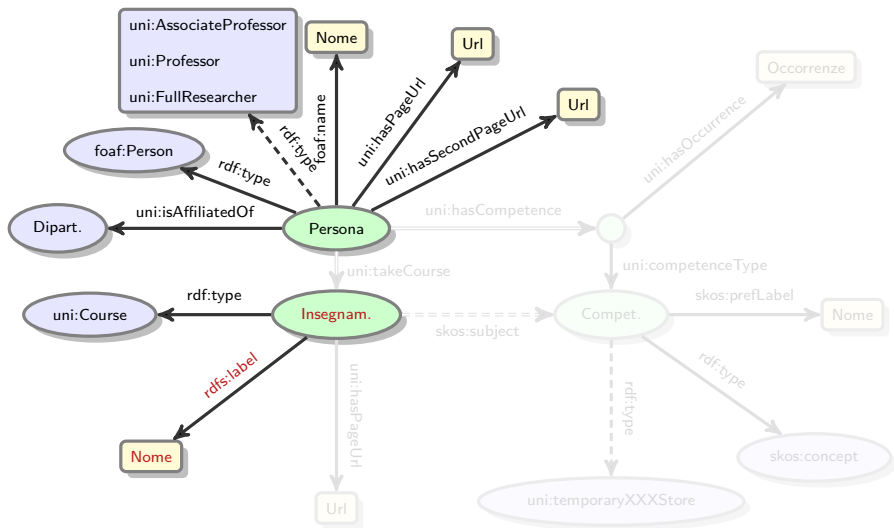 uni:AssociateProfessor
uni:Professor
uni:FullResearcher
Nome
Url
Url
Occorrenze
foaf:Person
rdf:type
rdf:type
foaf:name
uni:hasPageUrl
uni:hasSecondPageUrl
uni:hasOccurrence
Dipart.
uni:isAffiliatedOf
Persona
uni:hasCompetence
uni:takeCourse
uni:competenceType
uni:Course
rdf:type
Insegnam.
skos:subject
Compet.
skos:prefLabel
Nome
rdfs:label
uni:hasPageUrl
rdf:type
rdf:type
Nome
skos:concept
Url
uni:temporaryXXXStore